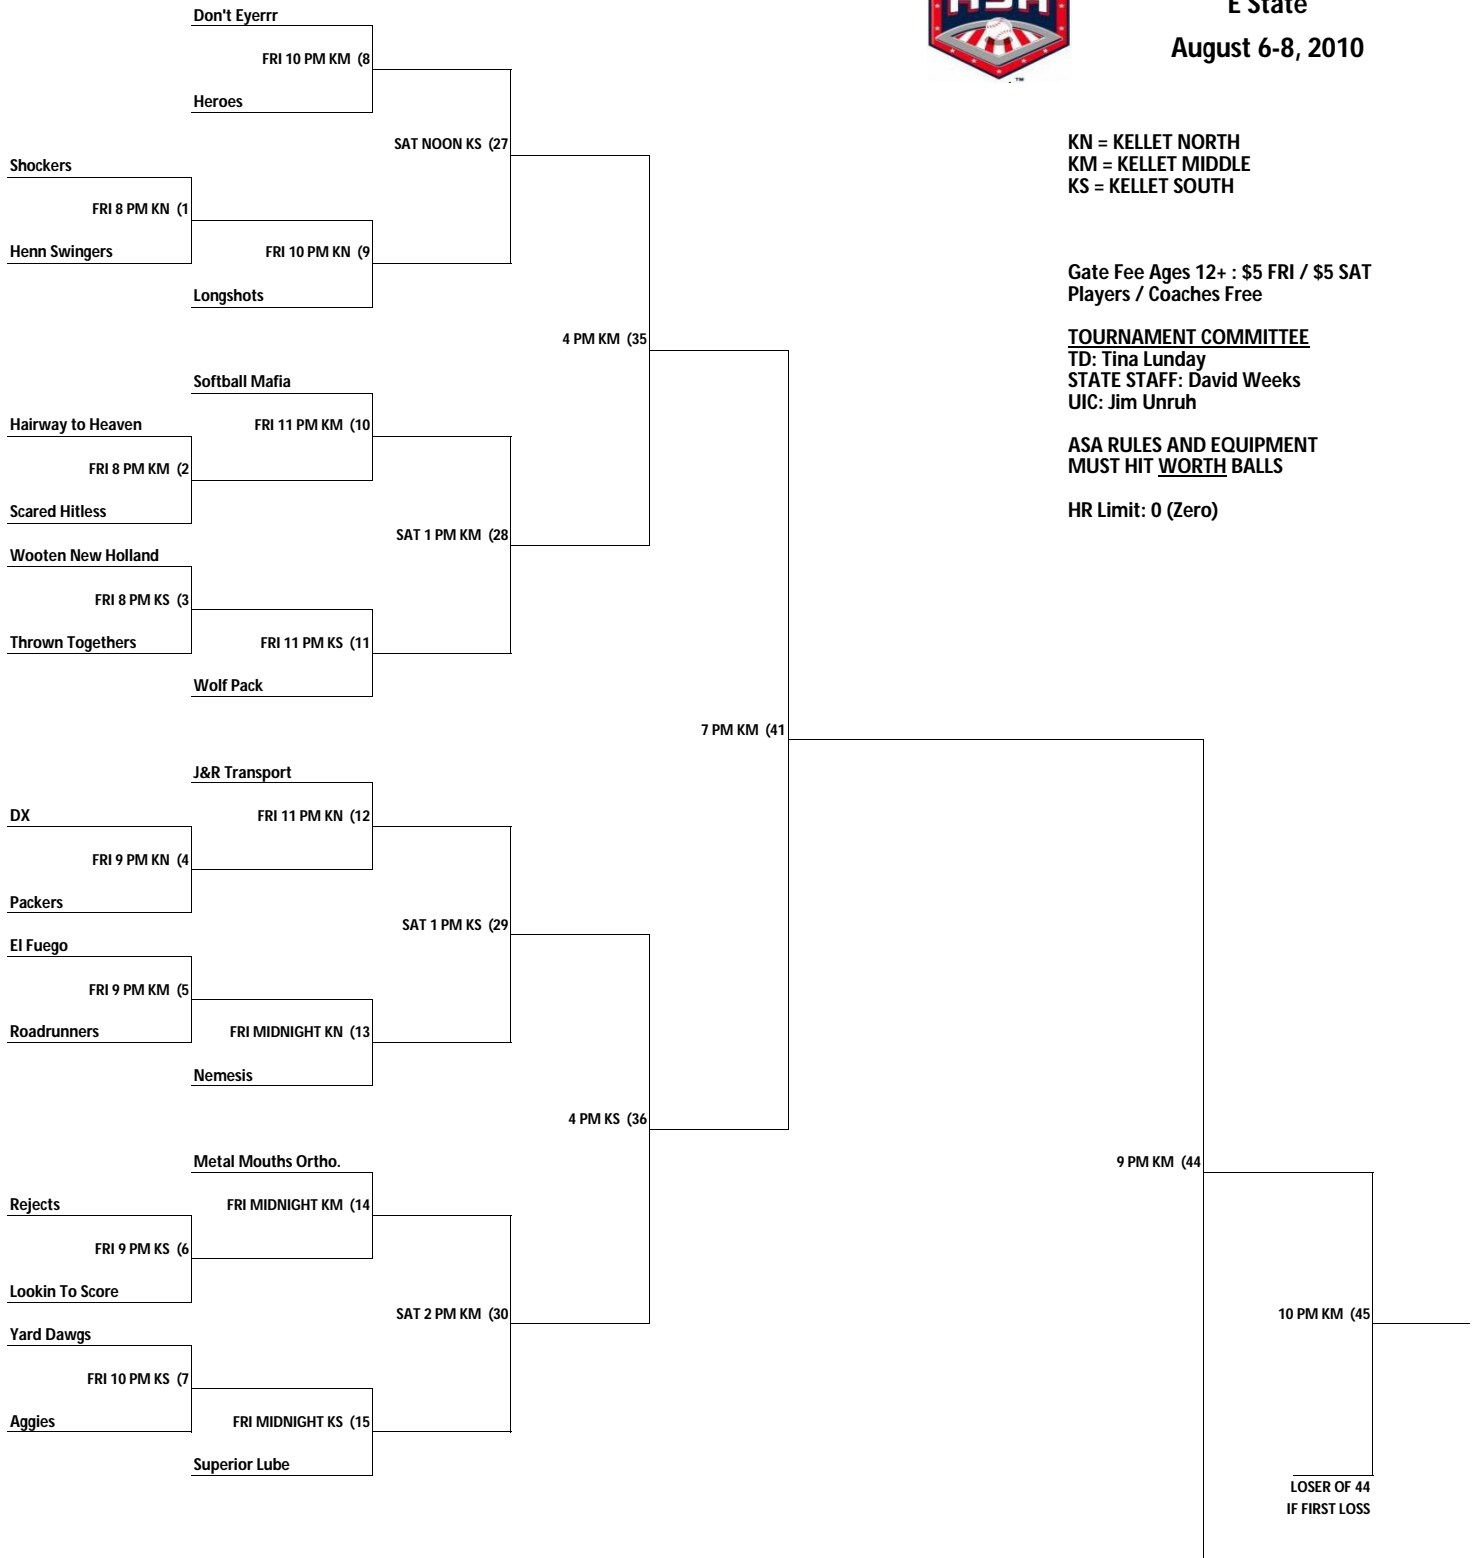 Don't Eyerrr
FRI 10 PM KM (8
Heroes
SAT NOON KS (27
Shockers
FRI 8 PM KN (1
Henn Swingers
FRI 10 PM KN (9
Longshots
4 PM KM (35
Softball Mafia
Hairway to Heaven
FRI 11 PM KM (10
FRI 8 PM KM (2
Scared Hitless
SAT 1 PM KM (28
Wooten New Holland
FRI 8 PM KS (3
Thrown Togethers
FRI 11 PM KS (11
Wolf Pack
7 PM KM (41
J&R Transport
DX
FRI 11 PM KN (12
FRI 9 PM KN (4
Packers
SAT 1 PM KS (29
El Fuego
FRI 9 PM KM (5
Roadrunners
FRI MIDNIGHT KN (13
Nemesis
4 PM KS (36
Metal Mouths Ortho.
Rejects
FRI MIDNIGHT KM (14
FRI 9 PM KS (6
Lookin To Score
SAT 2 PM KM (30
Yard Dawgs
FRI 10 PM KS (7
Aggies
FRI MIDNIGHT KS (15
Superior Lube
9 PM KM (44
10 PM KM (45
LOSER OF 44
IF FIRST LOSS
ASA
TM
E State
August 6-8, 2010
KN = KELLET NORTH
KM = KELLET MIDDLE
KS = KELLET SOUTH
Gate Fee Ages 12+ : $5 FRI / $5 SAT
Players / Coaches Free
TOURNAMENT COMMITTEE
TD: Tina Lunday
STATE STAFF: David Weeks
UIC: Jim Unruh
ASA RULES AND EQUIPMENT
MUST HIT WORTH BALLS
HR Limit: 0 (Zero)